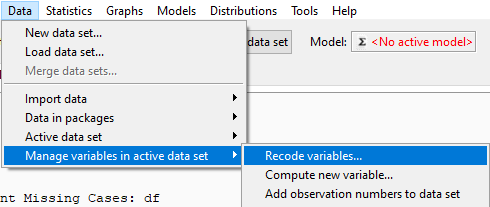 Data Statistics Graphs Models Distributions Tools Help
New data set...
Load data set...
Merge data sets...
data set Model: Σ <No active model>
Import data
Data in packages
Active data set
Manage variables in active data set
Recode variables...
Compute new variable...
Add observation numbers to data set
nt Missing Cases: df